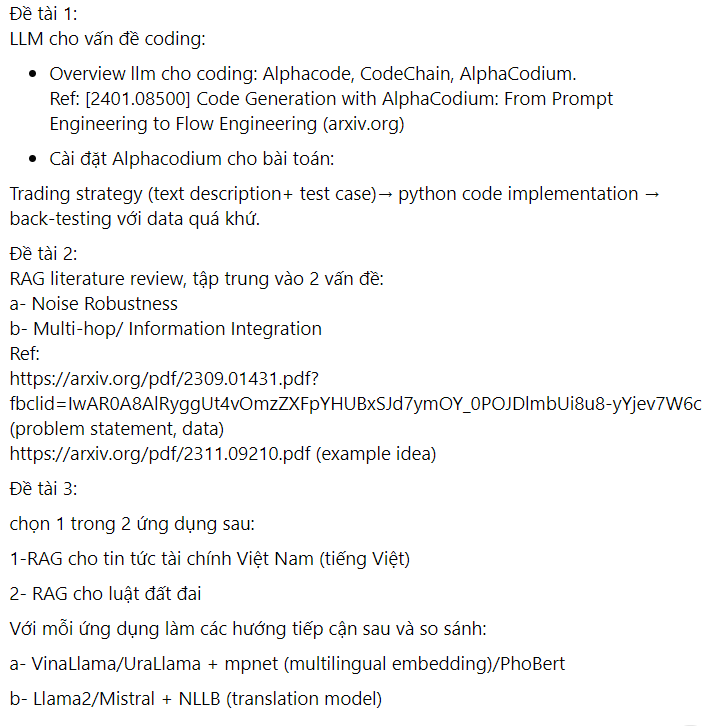 Đề tài 1:
LLM cho vấn đề coding:
• Overview llm cho coding: Alphacode, CodeChain, AlphaCodium.
Ref: [2401.08500] Code Generation with AlphaCodium: From Prompt
Engineering to Flow Engineering (arxiv.org)
• Cài đặt Alphacodium cho bài toán:
Trading strategy (text description+ test case)→ python code implementation →
back-testing với data quá khứ.
Đề tài 2:
RAG literature review, tập trung vào 2 vấn đề:
a- Noise Robustness
b- Multi-hop/ Information Integration
Ref:
https://arxiv.org/pdf/2309.01431.pdf?
fbclid=IwAR0A8AlRyggUt4vOmzZXFpYHUBxSJd7ymOY_0POJDlmbUi8u8-yYjev7W6c
(problem statement, data)
https://arxiv.org/pdf/2311.09210.pdf (example idea)
Đề tài 3:
chọn 1 trong 2 ứng dụng sau:
1-RAG cho tin tức tài chính Việt Nam (tiếng Việt)
2- RAG cho luật đất đai
Với mỗi ứng dụng làm các hướng tiếp cận sau và so sánh:
a- VinaLlama/UraLlama + mpnet (multilingual embedding)/PhoBert
b- Llama2/Mistral + NLLB (translation model)